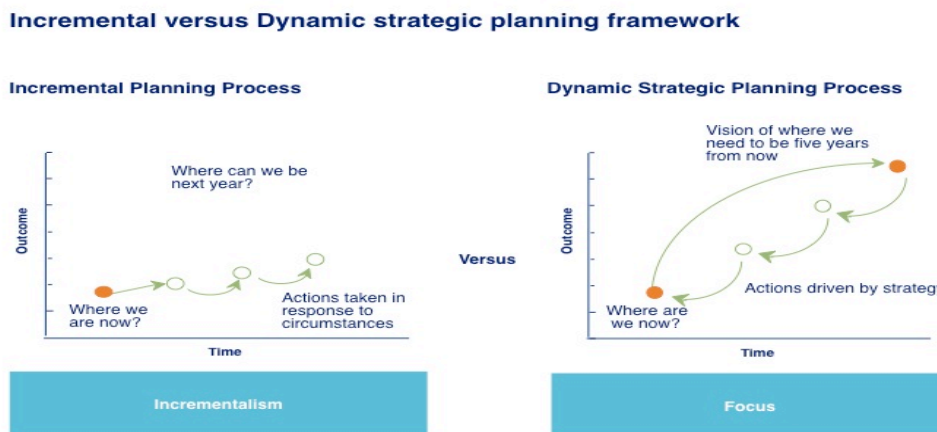 Incremental versus Dynamic strategic planning framework
Incremental Planning Process
Where can we be
next year?
Outcome
Where we
are now?
Actions taken in
response to
circumstances
Time
Incrementalism
Versus
Dynamic Strategic Planning Process
Vision of where we
need to be five years
from now
Outcome
Actions driven by strategy
Where are
we now?
Time
Focus